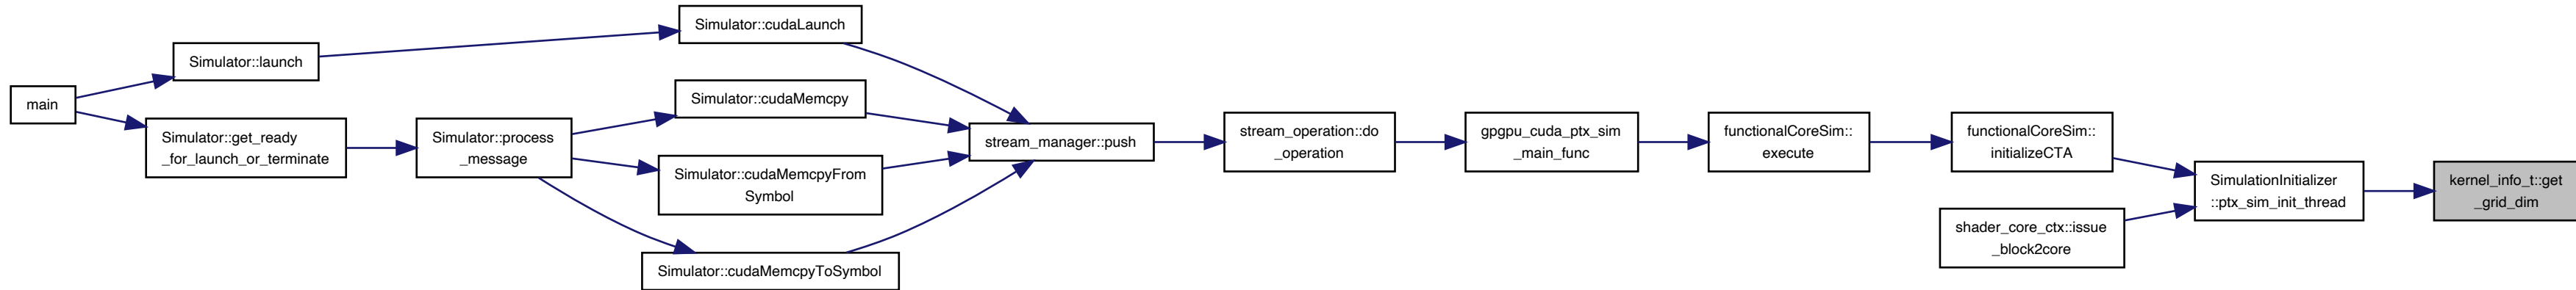 main
Simulator::launch
Simulator::get_ready
_for_launch_or_terminate
Simulator::process
_message
Simulator::cudaLaunch
Simulator::cudaMemcpy
Simulator::cudaMemcpyFrom
Symbol
Simulator::cudaMemcpyToSymbol
stream_manager::push
stream_operation::do
_operation
gpgpu_cuda_ptx_sim
_main_func
functionalCoreSim::
execute
functionalCoreSim::
initializeCTA
shader_core_ctx::issue
_block2core
SimulationInitializer
::ptx_sim_init_thread
kernel_info_t::get
_grid_dim